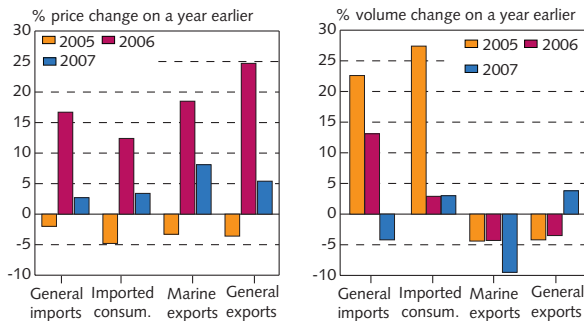 % price change on a year earlier
30
25
20
15
10
5
0
-5
-10
2005 2006
2007
General imports
Imported consum.
Marine exports
General exports
% volume change on a year earlier
30
25
20
15
10
5
0
-5
-10
2005 2006
2007
General imports
Imported consum.
Marine exports
General exports